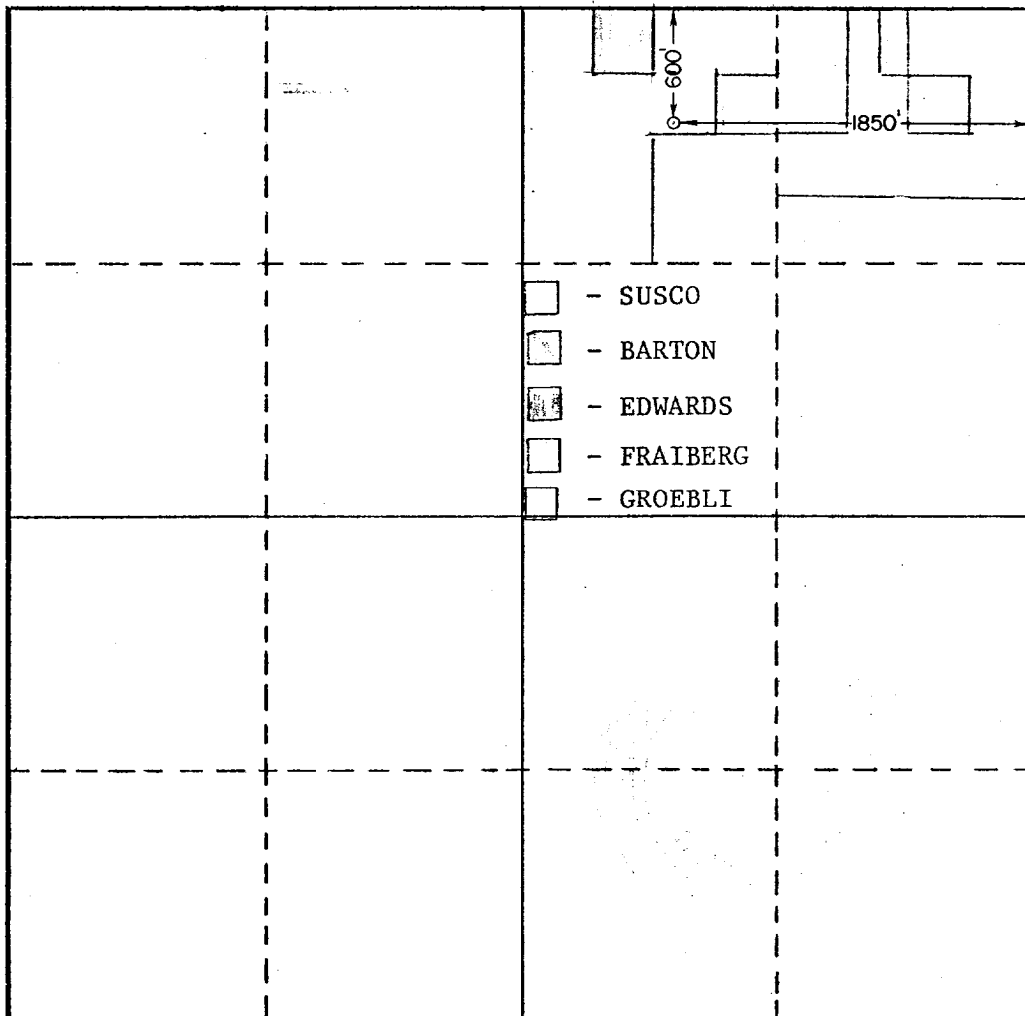 600'
1850'
- SUSCO
- BARTON
- EDWARDS
- FRAIBERG
- GROEBLI